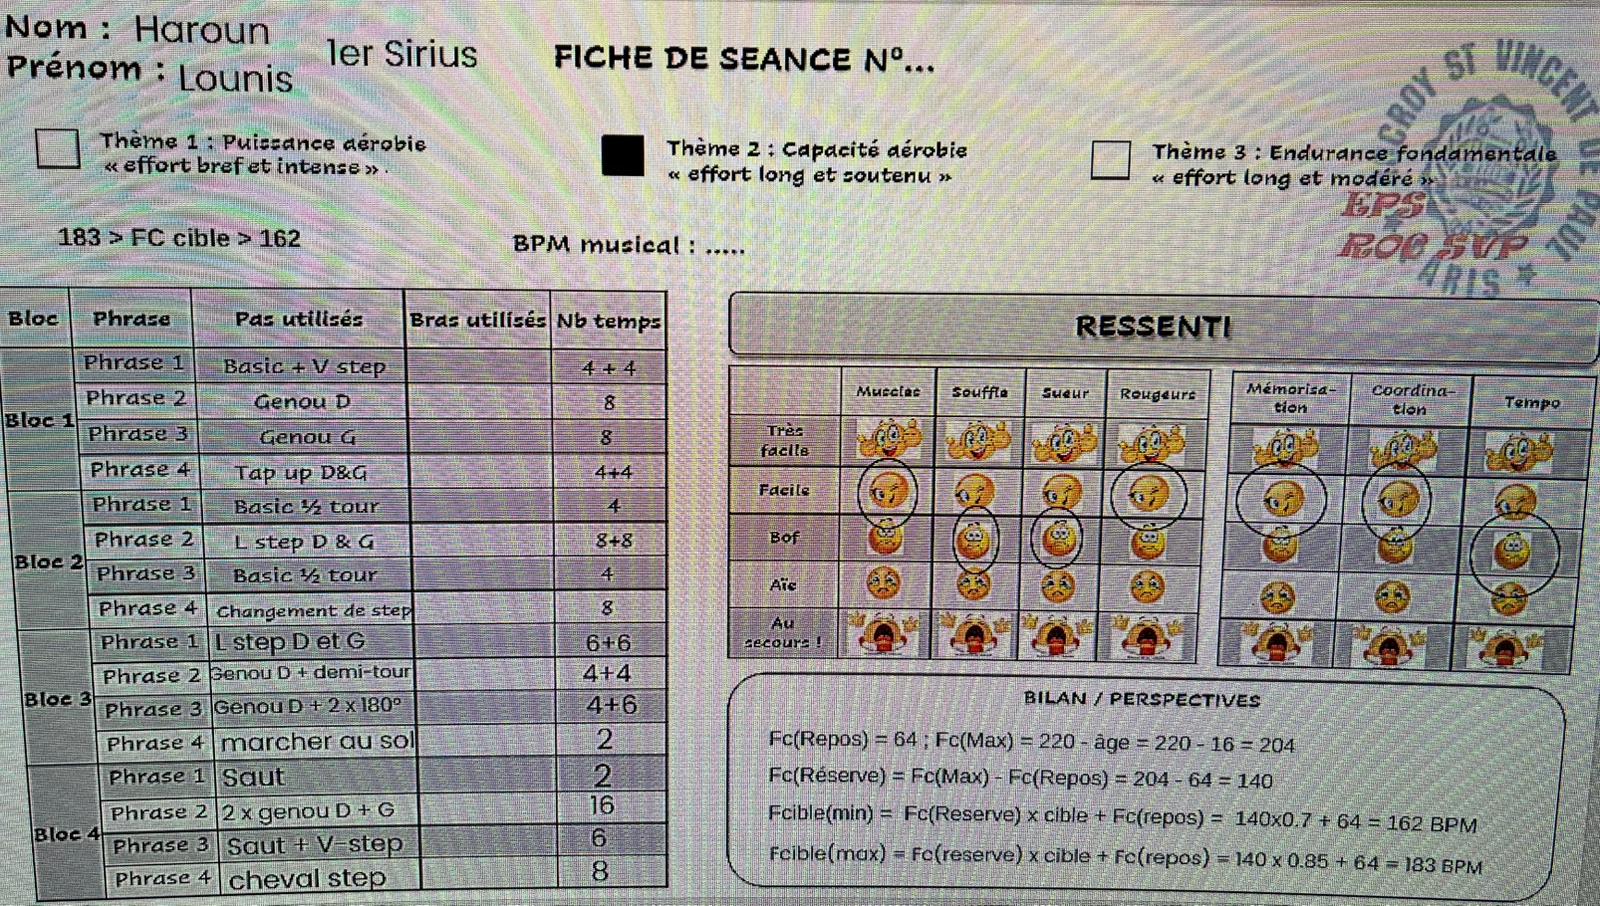 Nom : Haroun
Prénom : Lounis
1er Sirius
FICHE DE SEANCE N°...
CROY ST VINCENT DE PAUL
PARIS
EPS
ROC SVP
Thème 1 : Puissance aérobie
« effort bref et intense » .
Thème 2 : Capacité aérobie
« effort long et soutenu »
Thème 3 : Endurance fondamentale
« effort long et modéré »
183 > FC cible > 162
BPM musical : .....
Bloc Phrase Pas utilisés Bras utilisés Nb temps
Bloc 1
Phrase 1 Basic + V step 4 + 4
Phrase 2 Genou D 8
Phrase 3 Genou G 8
Phrase 4 Tap up D&G 4+4
Bloc 2
Phrase 1 Basic ½ tour 4
Phrase 2 L step D & G 8+8
Phrase 3 Basic ½ tour 4
Phrase 4 Changement de step 8
Bloc 3
Phrase 1 L step D et G 6+6
Phrase 2 Genou D + demi-tour 4+4
Phrase 3 Genou D + 2 x 180° 4+6
Phrase 4 marcher au sol 2
Bloc 4
Phrase 1 Saut 2
Phrase 2 2 x genou D + G 16
Phrase 3 Saut + V-step 6
Phrase 4 cheval step 8
RESSENTI
Muscles Souffle Sueur Rougeurs
Mémorisa-
tion
Coordina-
tion
Tempo
Très
facile
Facile
Bof
Aïe
Au
secours !
BILAN / PERSPECTIVES
Fc(Repos) = 64 ; Fc(Max) = 220 - âge = 220 - 16 = 204
Fc(Réserve) = Fc(Max) - Fc(Repos) = 204 - 64 = 140
Fcible(min) = Fc(Reserve) x cible + Fc(repos) = 140x0.7 + 64 = 162 BPM
Fcible(max) = Fc(reserve) x cible + Fc(repos) = 140 x 0.85 + 64 = 183 BPM